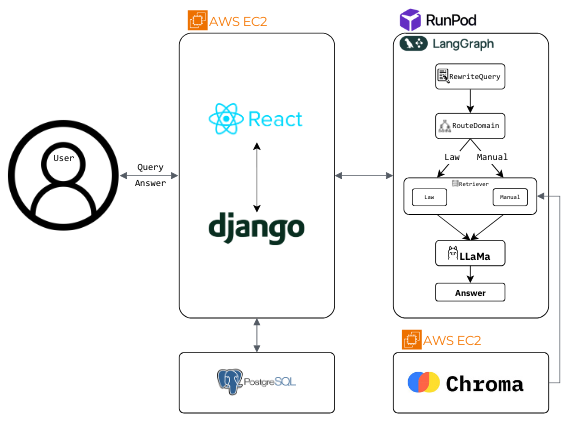 AWS EC2
RunPod
LangGraph
RewriteQuery
React
RouteDomain
User
Law
Manual
Query
Answer
Retriever
Law
Manual
django
LLaMa
Answer
AWS EC2
PostgreSQL
Chroma